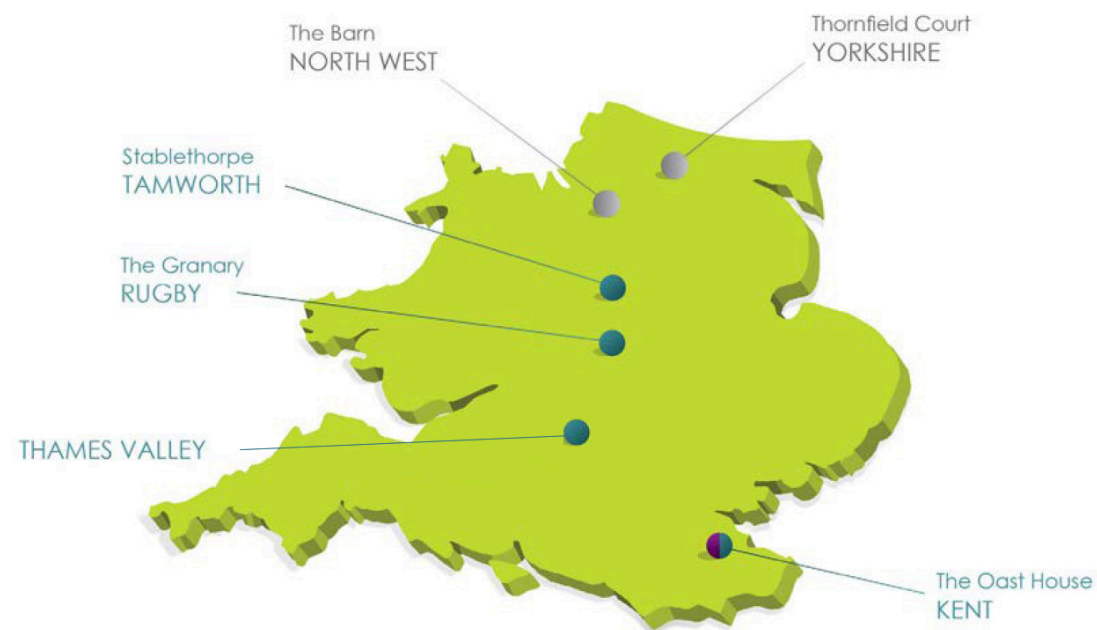 The Barn
NORTH WEST
Thornfield Court
YORKSHIRE
Stablethorpe
TAMWORTH
The Granary
RUGBY
THAMES VALLEY
The Oast House
KENT